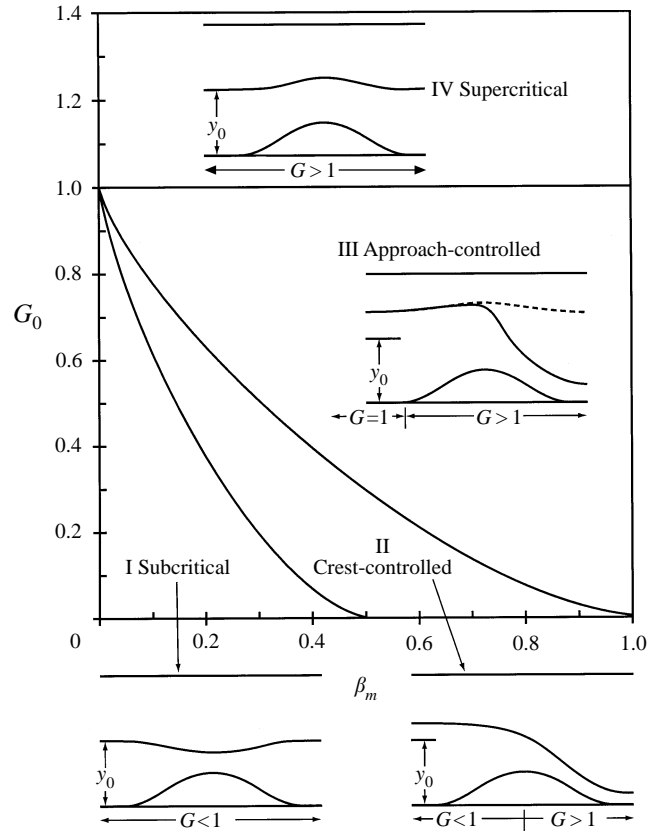 1.4
IV Supercritical
1.2
y0
G > 1
1.0
III Approach-controlled
0.8
G0
0.6
y0
G=1 G > 1
0.4
0.2
II
I Subcritical Crest-controlled
0 0.2 0.4 0.6 0.8 1.0
βm
y0 y0
G < 1 G < 1 G > 1